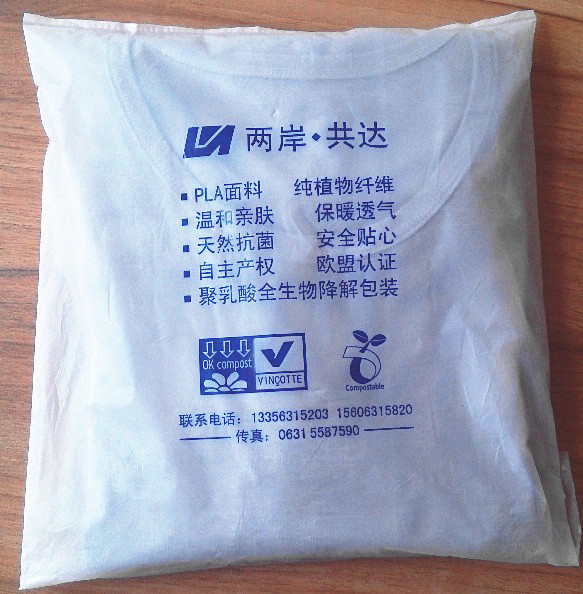 两岸·共达
▪ PLA面料 纯植物纤维
▪ 温和亲肤 保暖透气
▪ 天然抗菌 安全贴心
▪ 自主产权 欧盟认证
▪ 聚乳酸全生物降解包装
OK compost
VINÇOTTE
Compostable
联系电话: 13356315203 15606315820
传真: 0631 5587590